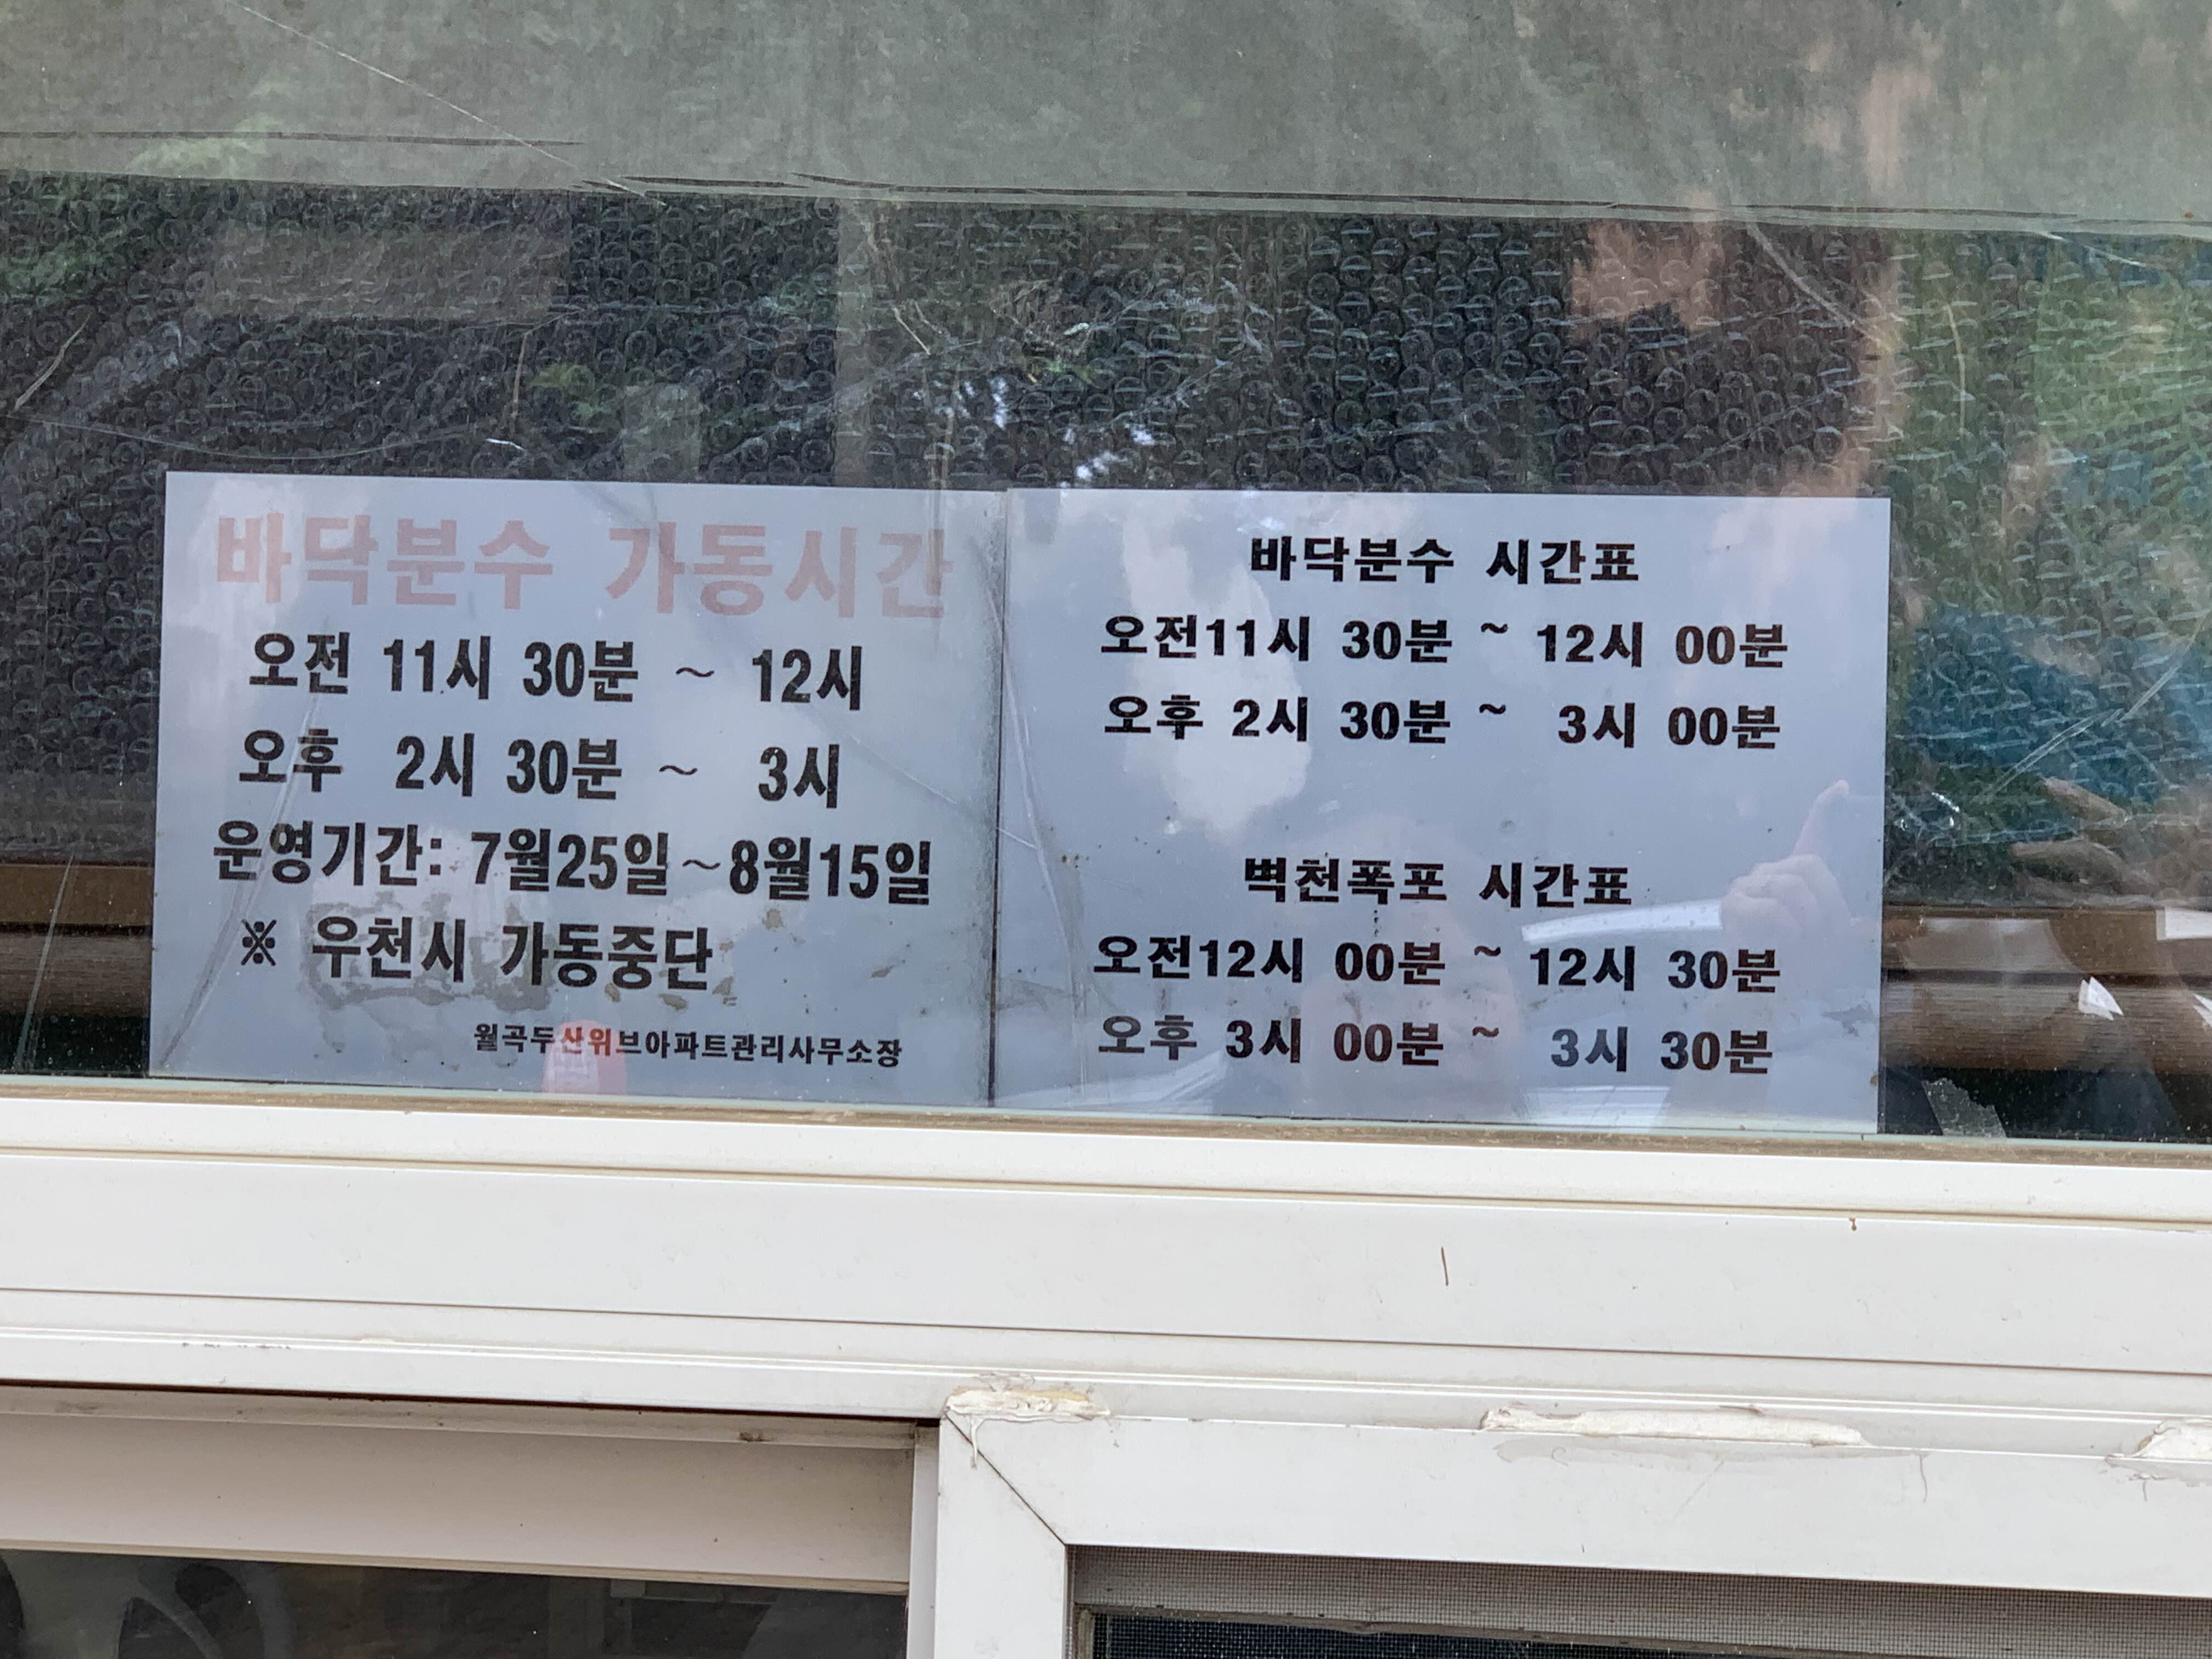 바닥분수 가동시간
오전 11시 30분 ~ 12시
오후 2시 30분 ~ 3시
운영기간: 7월25일~8월15일
※ 우천시 가동중단
월곡두산위브아파트관리사무소장
바닥분수 시간표
오전11시 30분 ~ 12시 00분
오후 2시 30분 ~ 3시 00분
벽천폭포 시간표
오전12시 00분 ~ 12시 30분
오후 3시 00분 ~ 3시 30분